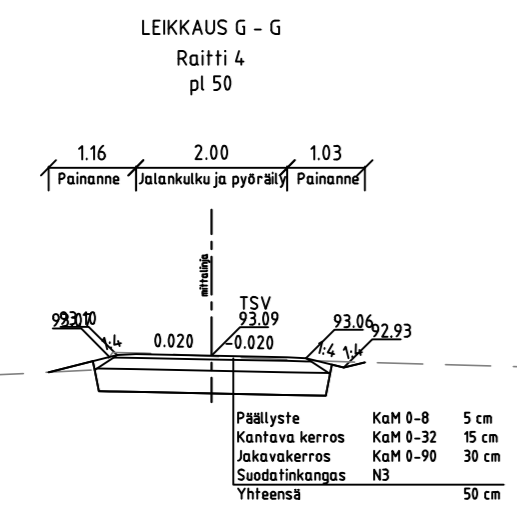 LEIKKAUS G - G
Raitti 4
pl 50
1.16 2.00 1.03
Painanne Jalankulku ja pyöräily Painanne
mittalinja
TSV
93.10 93.09 93.06 92.93
1:4 0.020 -0.020 1:4 1:4
Päällyste KaM 0-8 5 cm
Kantava kerros KaM 0-32 15 cm
Jakavakerros KaM 0-90 30 cm
Suodatinkangas N3
Yhteensä 50 cm